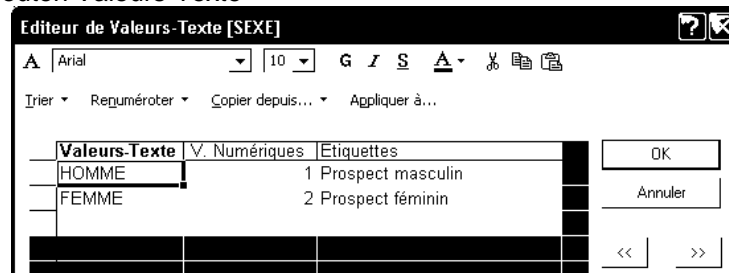 Editeur de Valeurs-Texte [SEXE]
A Arial 10 G I S A
Trier Renuméroter Copier depuis... Appliquer à...
Valeurs-Texte V. Numériques Etiquettes
HOMME 1 Prospect masculin
FEMME 2 Prospect féminin
OK
Annuler
<< >>